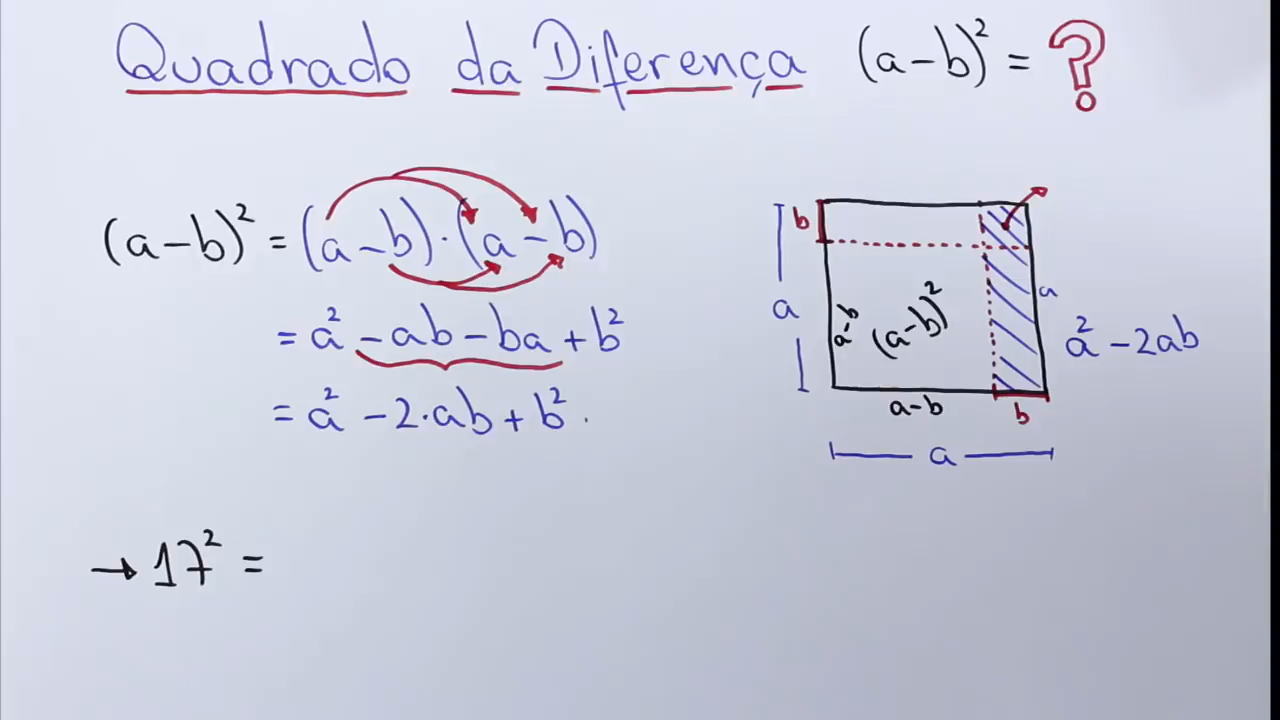 Quadrado da Diferença (a-b)² = ?
(a-b)² = (a-b)·(a-b)
= a² - ab - ba + b²
= a² - 2·ab + b²
b
a
a-b
(a-b)²
a
a² - 2ab
a-b
b
a
→ 17² =